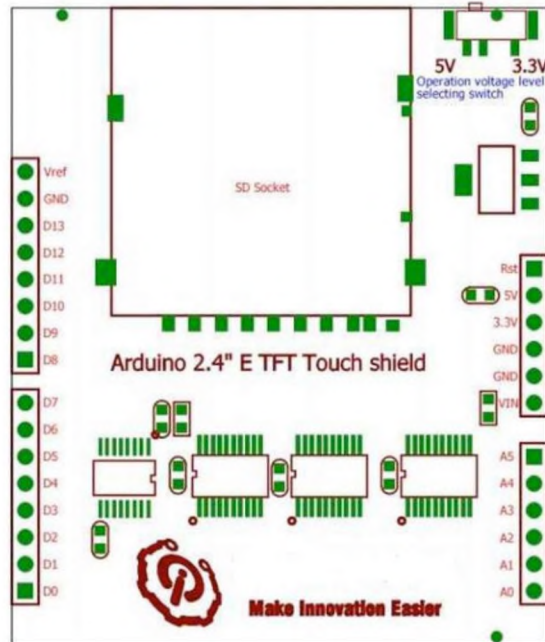 5V 3.3V
Operation voltage level
selecting switch
SD Socket
Vref
GND
D13
D12
D11
D10
D9
D8
Rst
5V
3.3V
GND
GND
VIN
Arduino 2.4" E TFT Touch shield
D7
D6
D5
D4
D3
D2
D1
D0
A5
A4
A3
A2
A1
A0
Make Innovation Easier